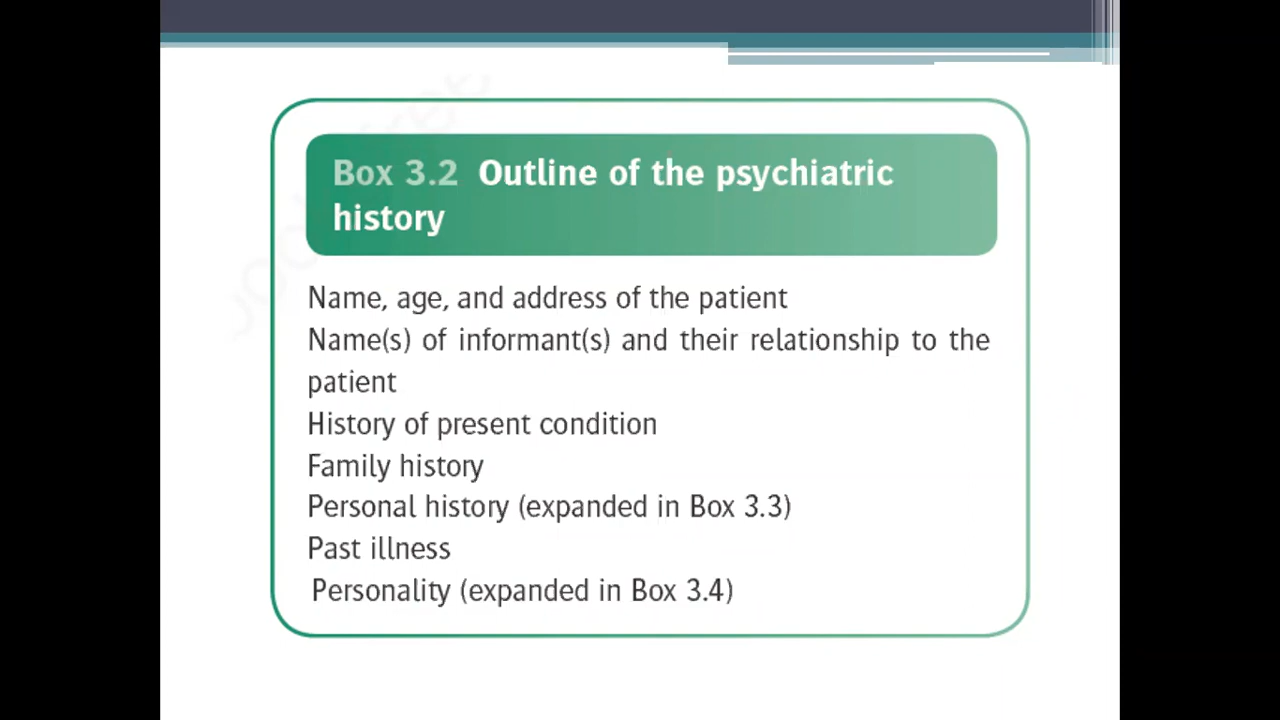 Box 3.2 Outline of the psychiatric
history
Name, age, and address of the patient
Name(s) of informant(s) and their relationship to the
patient
History of present condition
Family history
Personal history (expanded in Box 3.3)
Past illness
Personality (expanded in Box 3.4)